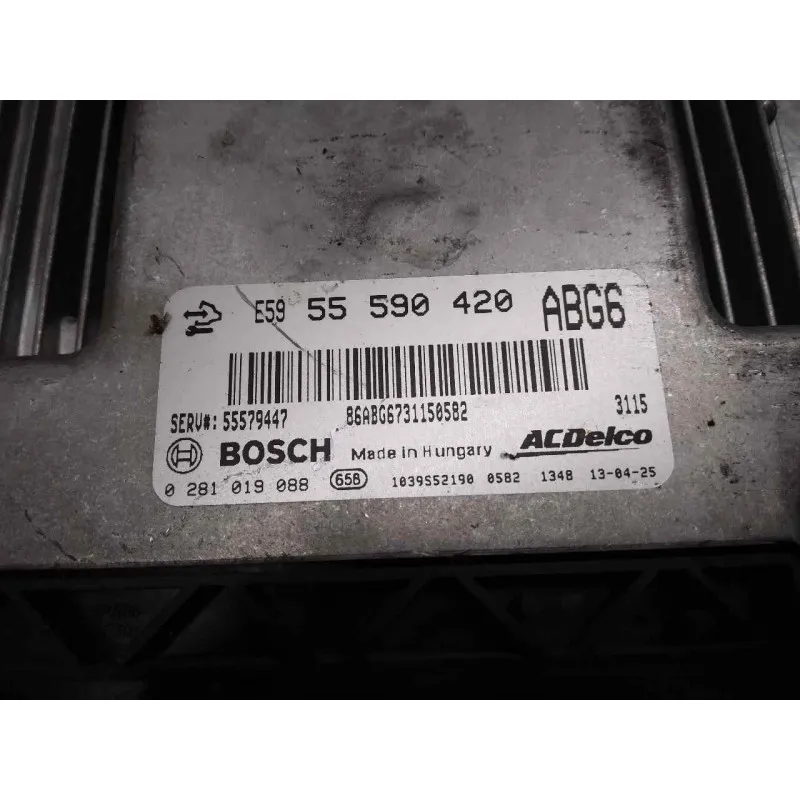 E59 55 590 420 ABG6
SERV#: 55579447 86ABG6731150582 3115
BOSCH Made in Hungary ACDelco
0 281 019 088 658 1039S52190 0582 1348 13-04-25